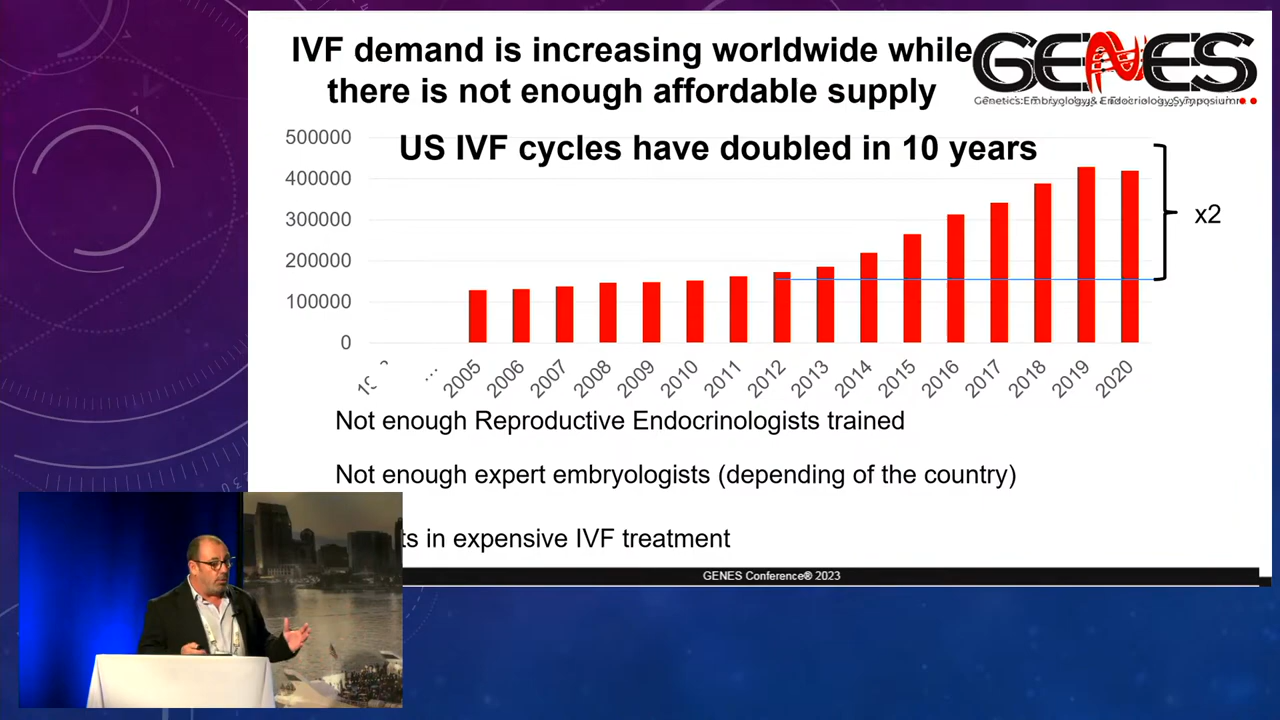 IVF demand is increasing worldwide while
there is not enough affordable supply
GENES
Genetics Embryology & Endocrinology Symposium
US IVF cycles have doubled in 10 years
500000
400000
300000
200000
100000
0
x2
...
2005
2006
2007
2008
2009
2010
2011
2012
2013
2014
2015
2016
2017
2018
2019
2020
Not enough Reproductive Endocrinologists trained
Not enough expert embryologists (depending of the country)
in expensive IVF treatment
GENES Conference® 2023